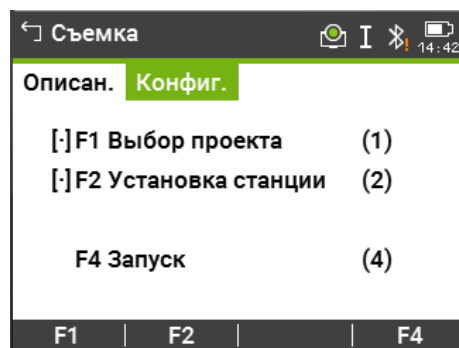 Съемка I 14:42
Описан. Конфиг.
[·] F1 Выбор проекта (1)
[·] F2 Установка станции (2)
F4 Запуск (4)
F1 F2 F4